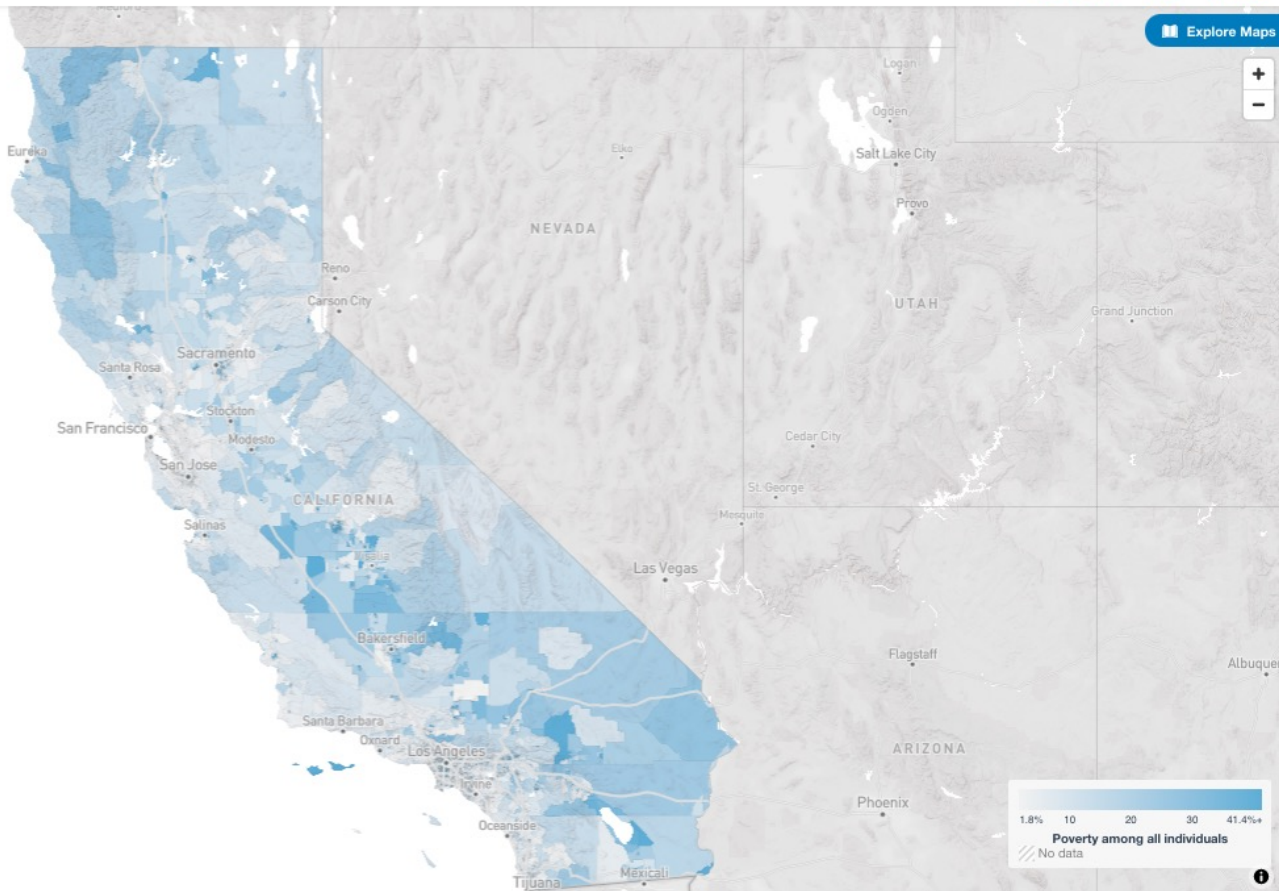 Medford
Explore Maps
+
−
Logan
Ogden
Eureka
Elko
Salt Lake City
Provo
NEVADA
Reno
Carson City
UTAH
Grand Junction
Sacramento
Santa Rosa
Stockton
San Francisco
Modesto
Cedar City
San Jose
St. George
CALIFORNIA
Mesquite
Salinas
Las Vegas
Bakersfield
Flagstaff
Albuquer
Santa Barbara
Oxnard
Los Angeles
ARIZONA
Irvine
Phoenix
Oceanside
1.8% 10 20 30 41.4%+
Poverty among all individuals
No data
Mexicali
Tijuana